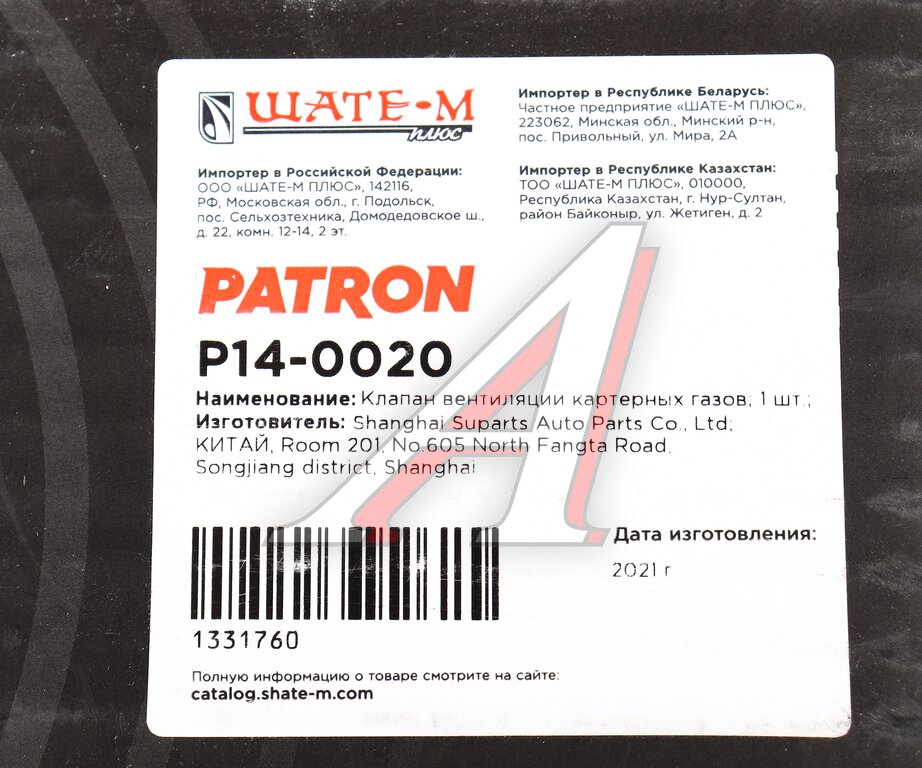 ШАТЕ-М
плюс
Импортер в Российской Федерации:
ООО «ШАТЕ-М ПЛЮС», 142116,
РФ, Московская обл., г. Подольск,
пос. Сельхозтехника, Домодедовское ш.,
д. 22, комн. 12-14, 2 эт.
Импортер в Республике Беларусь:
Частное предприятие «ШАТЕ-М ПЛЮС»,
223062, Минская обл., Минский р-н,
пос. Привольный, ул. Мира, 2А
Импортер в Республике Казахстан:
ТОО «ШАТЕ-М ПЛЮС», 010000,
Республика Казахстан, г. Нур-Султан,
район Байконыр, ул. Жетиген, д. 2
PATRON
P14-0020
Наименование: Клапан вентиляции картерных газов; 1 шт.;
Изготовитель: Shanghai Suparts Auto Parts Co., Ltd;
КИТАЙ, Room 201, No.605 North Fangta Road,
Songjiang district, Shanghai
Дата изготовления:
2021 г
1331760
Полную информацию о товаре смотрите на сайте:
catalog.shate-m.com